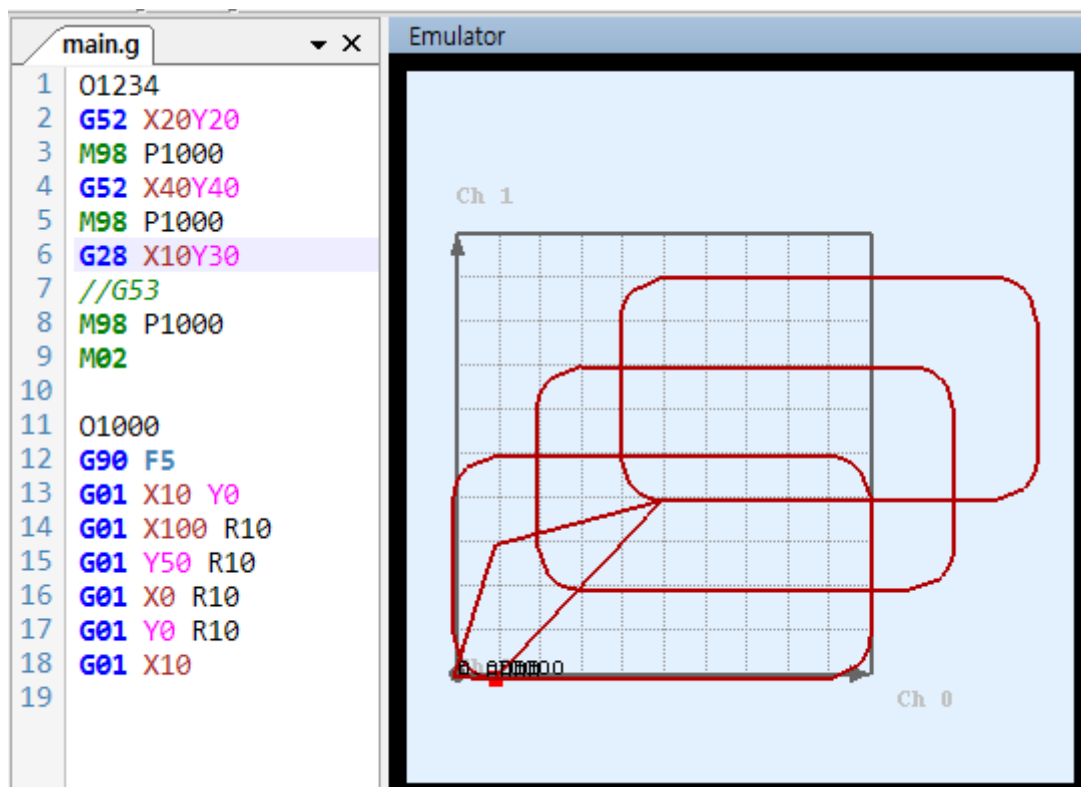 main.g
Emulator
1 O1234
2 G52 X20Y20
3 M98 P1000
4 G52 X40Y40
5 M98 P1000
6 G28 X10Y30
7 //G53
8 M98 P1000
9 M02
10
11 O1000
12 G90 F5
13 G01 X10 Y0
14 G01 X100 R10
15 G01 Y50 R10
16 G01 X0 R10
17 G01 Y0 R10
18 G01 X10
19
Ch 1
Ch 0